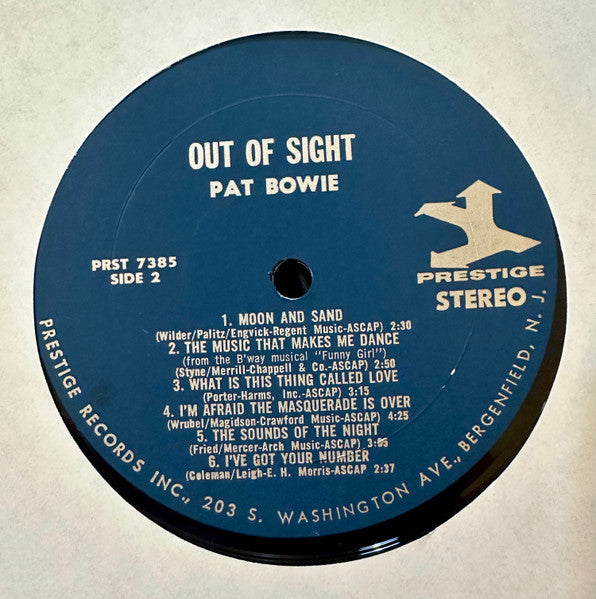 OUT OF SIGHT
PAT BOWIE
PRST 7385
SIDE 2
PRESTIGE
STEREO
1. MOON AND SAND
(Wilder/Palitz/Engvick-Regent Music-ASCAP) 2:30
2. THE MUSIC THAT MAKES ME DANCE
(from the B'way musical "Funny Girl")
(Styne/Merrill-Chappell & Co.-ASCAP) 2:50
3. WHAT IS THIS THING CALLED LOVE
(Porter-Harms, Inc.-ASCAP) 3:15
4. I'M AFRAID THE MASQUERADE IS OVER
(Wrubel/Magidson-Crawford Music-ASCAP) 4:25
5. THE SOUNDS OF THE NIGHT
(Fried/Mercer-Arch Music-ASCAP)
6. I'VE GOT YOUR NUMBER
(Coleman/Leigh-E. H. Morris-ASCAP 2:37
PRESTIGE RECORDS INC., 203 S. WASHINGTON AVE., BERGENFIELD, N. J.